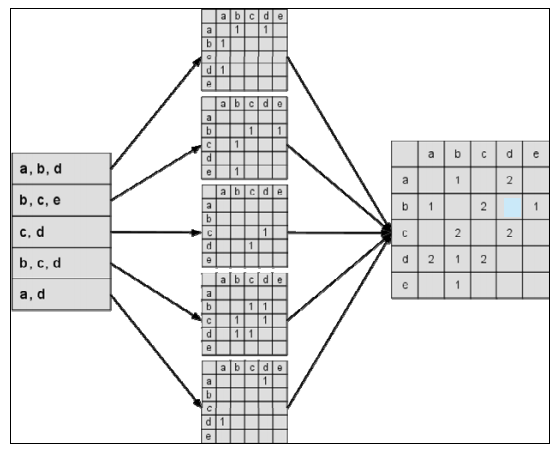 a, b, d
b, c, e
c, d
b, c, d
a, d
a b c d e
a 1 1
b 1
c
d 1
e
a b c d e
a
b 1 1
c 1
d
e 1
a b c d e
a
b
c 1
d 1
e
a b c d e
a
b 1 1
c 1 1
d 1 1
e
a b c d e
a 1
b
c
d 1
e
a b c d e
a 1 2
b 1 2 1
c 2 2
d 2 1 2
e 1